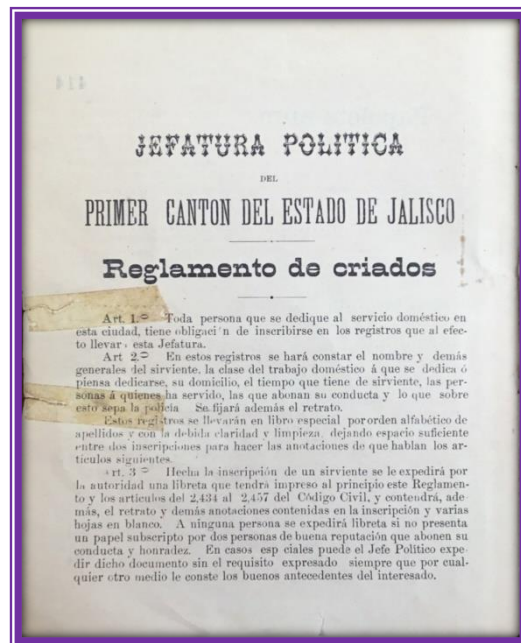 JEFATURA POLITICA
DEL
PRIMER CANTON DEL ESTADO DE JALISCO
Reglamento de criados
Art. 1.º Toda persona que se dedique al servicio doméstico en
esta ciudad, tiene obligaci'n de inscribirse en los registros que al efec-
to llevar esta Jefatura.
Art 2.º En estos registros se hará constar el nombre y demás
generales del sirviente, la clase del trabajo doméstico á que se dedica ó
piensa dedicarse, su domicilio, el tiempo que tiene de sirviente, las per-
sonas á quienes ha servido, las que abonan su conducta y lo que sobre
esto sepa la policía Se fijará además el retrato.
Estos registros se llevarán en libro especial por orden alfabético de
apellidos y con la debida claridad y limpieza, dejando espacio suficiente
entre dos inscripciones para hacer las anotaciones de que hablan los ar-
tículos siguientes.
Art. 3º Hecha la inscripción de un sirviente se le expedirá por
la autoridad una libreta que tendrá impreso al principio este Reglamen-
to y los artículos del 2,434 al 2,457 del Código Civil, y contendrá, ade-
más, el retrato y demás anotaciones contenidas en la inscripción y varias
hojas en blanco. A ninguna persona se expedirá libreta si no presenta
un papel subscripto por dos personas de buena reputación que abonen su
conducta y honradez. En casos esp ciales puede el Jefe Político expe-
dir dicho documento sin el requisito expresado siempre que por cual-
quier otro medio le conste los buenos antecedentes del interesado.